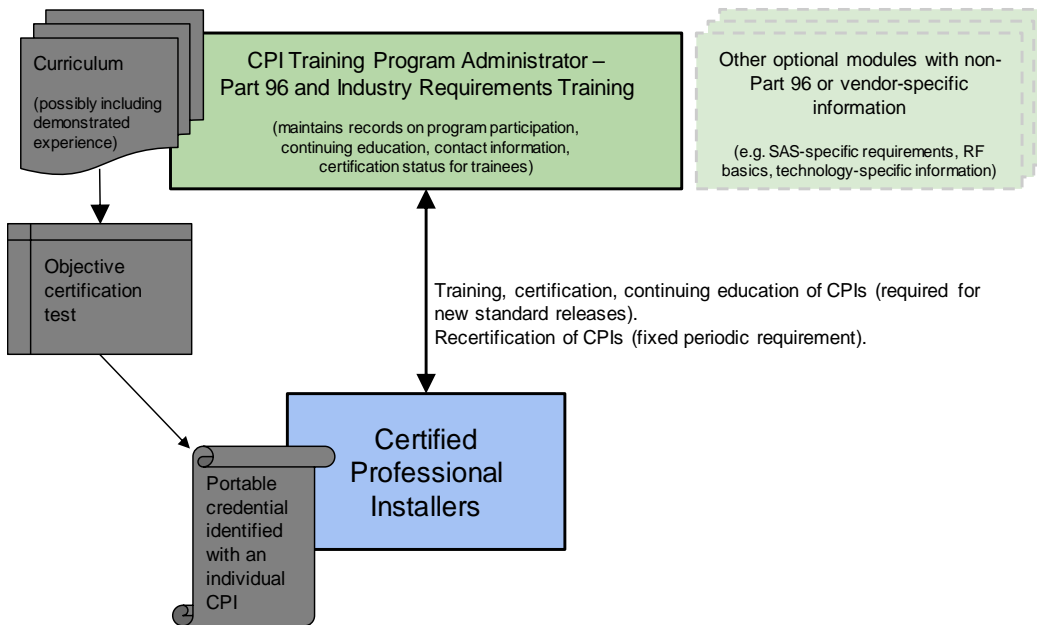 Curriculum
(possibly including
demonstrated
experience)
CPI Training Program Administrator –
Part 96 and Industry Requirements Training
(maintains records on program participation,
continuing education, contact information,
certification status for trainees)
Other optional modules with non-
Part 96 or vendor-specific
information
(e.g. SAS-specific requirements, RF
basics, technology-specific information)
Objective
certification
test
Training, certification, continuing education of CPIs (required for
new standard releases).
Recertification of CPIs (fixed periodic requirement).
Certified
Professional
Installers
Portable
credential
identified
with an
individual
CPI